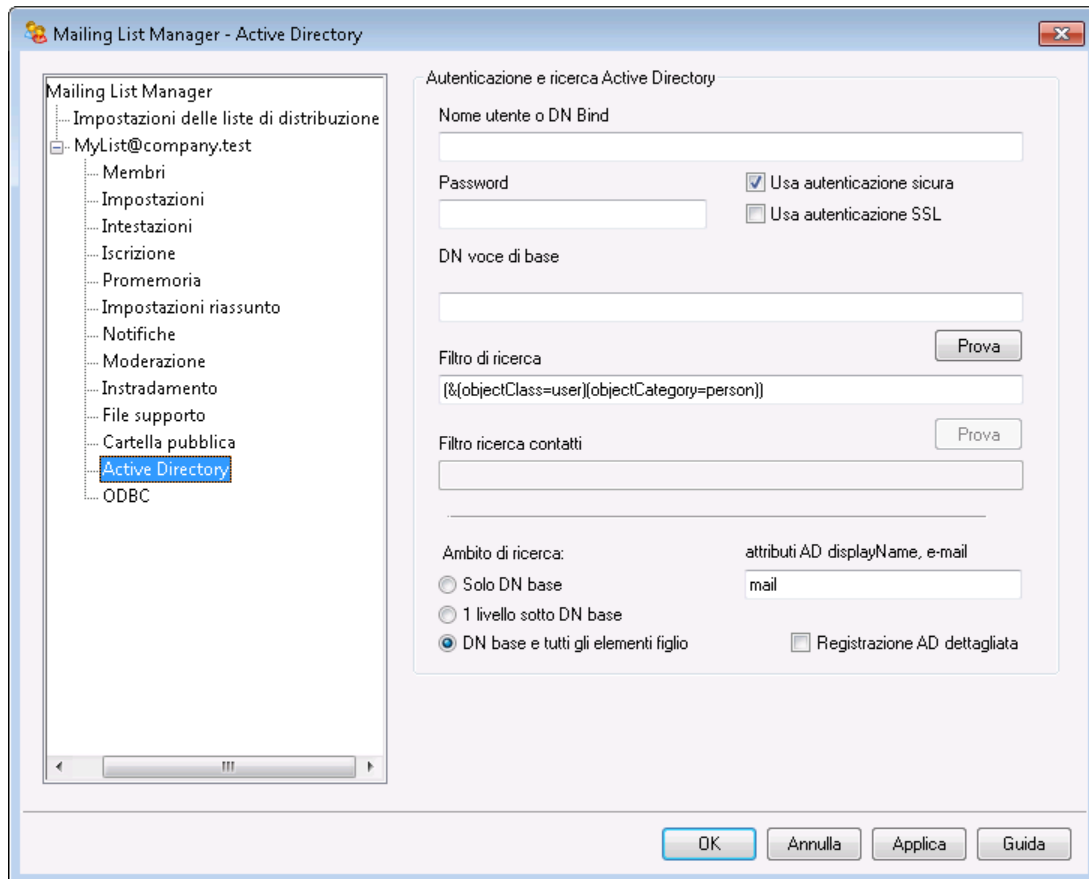 Mailing List Manager - Active Directory
Mailing List Manager
Impostazioni delle liste di distribuzione
MyList@company.test
Membri
Impostazioni
Intestazioni
Iscrizione
Promemoria
Impostazioni riassunto
Notifiche
Moderazione
Instradamento
File supporto
Cartella pubblica
Active Directory
ODBC
Autenticazione e ricerca Active Directory
Nome utente o DN Bind
Password
Usa autenticazione sicura
Usa autenticazione SSL
DN voce di base
Prova
Filtro di ricerca
(&(objectClass=user)(objectCategory=person))
Prova
Filtro ricerca contatti
Ambito di ricerca:
attributi AD displayName, e-mail
Solo DN base
mail
1 livello sotto DN base
DN base e tutti gli elementi figlio
Registrazione AD dettagliata
OK
Annulla
Applica
Guida